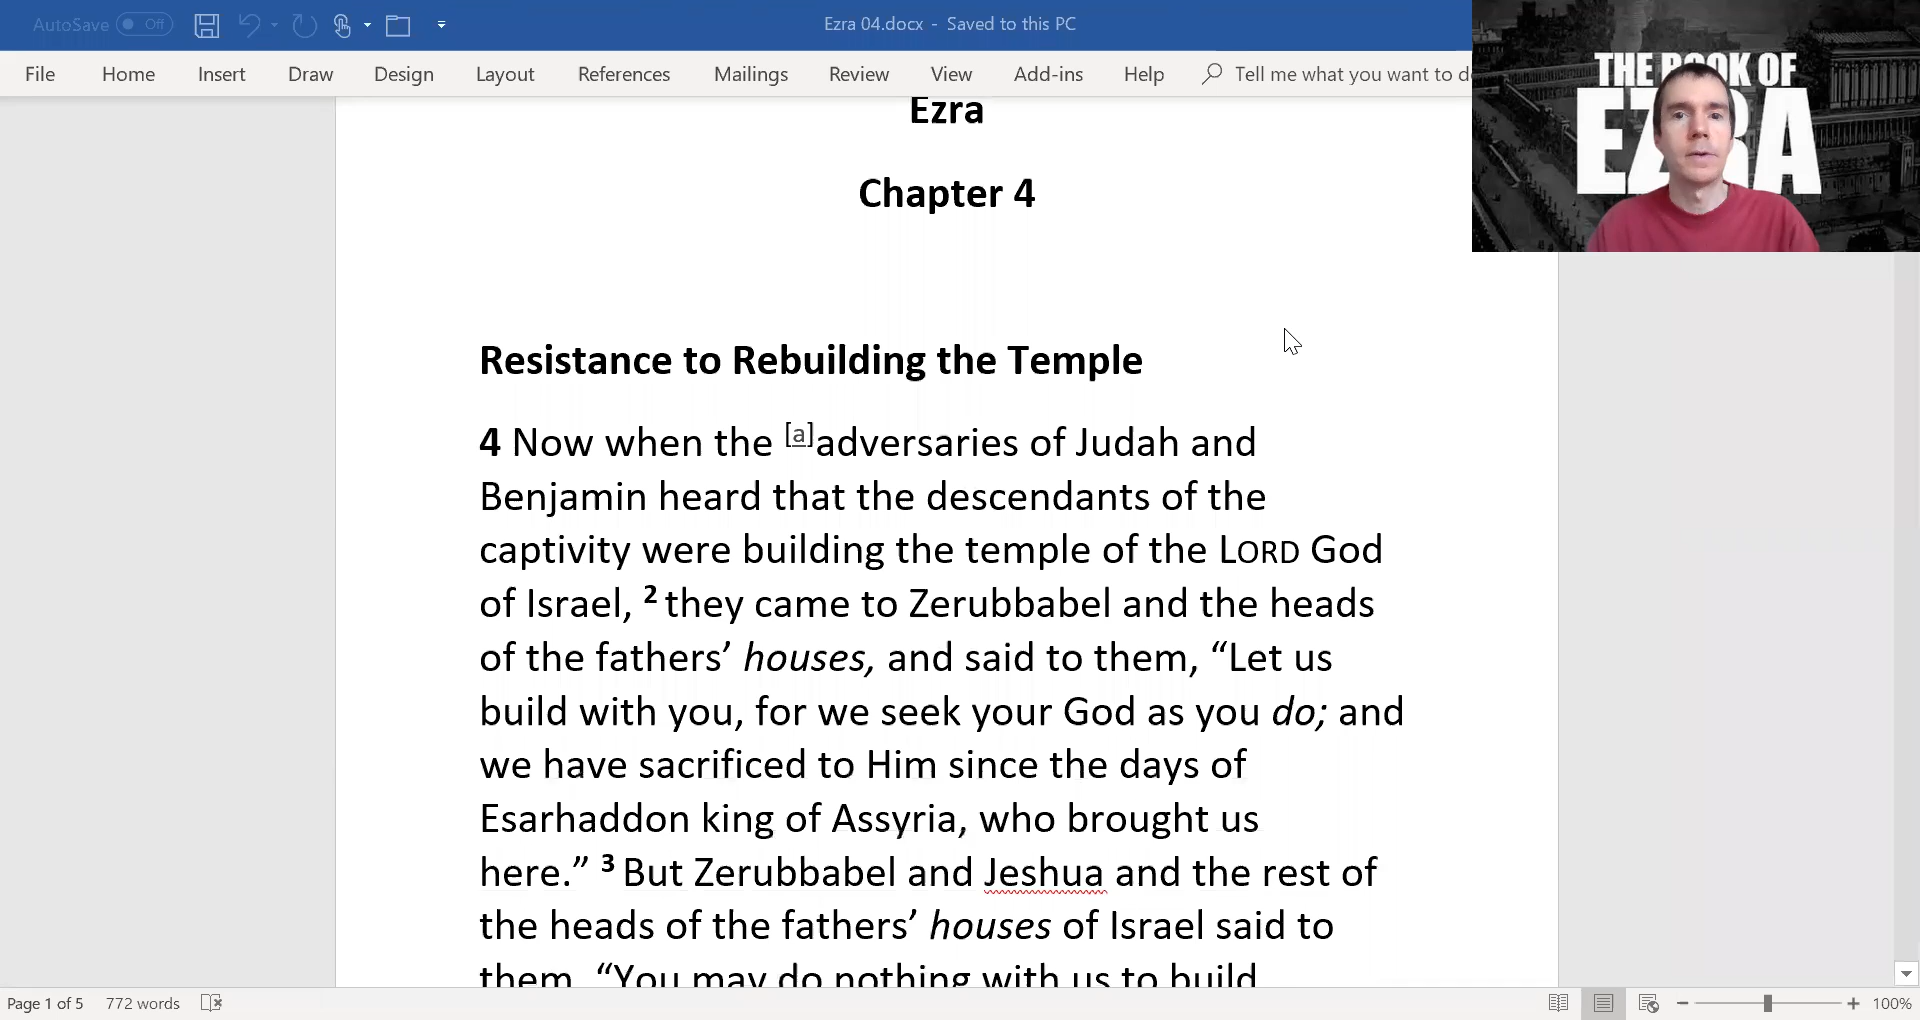 AutoSave Off
Ezra 04.docx - Saved to this PC
File Home Insert Draw Design Layout References Mailings Review View Add-ins Help Tell me what you want to d
THE BOOK OF
EZRA
Ezra
Chapter 4
Resistance to Rebuilding the Temple
4 Now when the [a]adversaries of Judah and
Benjamin heard that the descendants of the
captivity were building the temple of the LORD God
of Israel, 2 they came to Zerubbabel and the heads
of the fathers’ houses, and said to them, “Let us
build with you, for we seek your God as you do; and
we have sacrificed to Him since the days of
Esarhaddon king of Assyria, who brought us
here.” 3 But Zerubbabel and Jeshua and the rest of
the heads of the fathers’ houses of Israel said to
them, “You may do nothing with us to build
Page 1 of 5 772 words
100%